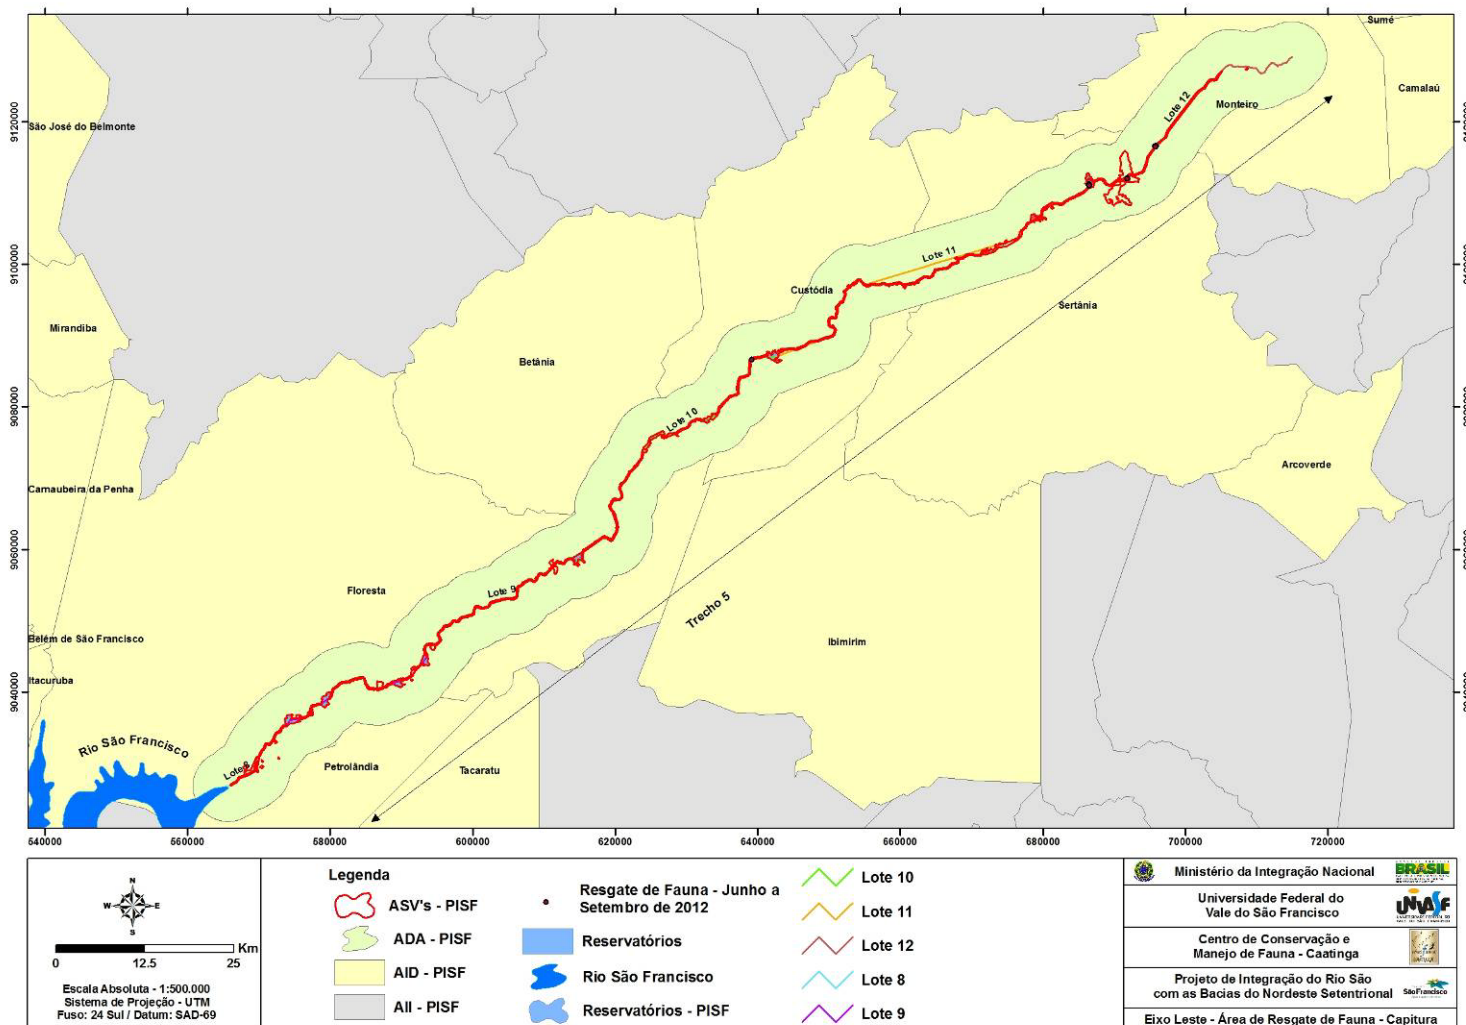 Sumé
Camalaú
Monteiro
Lote 12
São José do Belmonte
Lote 11
Custódia
Sertânia
Mirandiba
Betânia
Lote 10
Arcoverde
Carnaubeira da Penha
Floresta
Lote 9
Trecho 5
Ibimirim
Belém de São Francisco
Itacuruba
Rio São Francisco
Lote 8
Petrolândia
Tacaratu
9120000
9100000
9080000
9060000
9040000
9120000
9100000
9080000
9060000
9040000
540000 560000 580000 600000 620000 640000 660000 680000 700000 720000
N
W E
S
Km
0 12.5 25
Escala Absoluta - 1:500.000
Sistema de Projeção - UTM
Fuso: 24 Sul / Datum: SAD-69
Legenda
ASV's - PISF
ADA - PISF
AID - PISF
AII - PISF
Resgate de Fauna - Junho a
Setembro de 2012
Reservatórios
Rio São Francisco
Reservatórios - PISF
Lote 10
Lote 11
Lote 12
Lote 8
Lote 9
Ministério da Integração Nacional
BRASIL
Universidade Federal do
Vale do São Francisco
UNIVASF
Centro de Conservação e
Manejo de Fauna - Caatinga
Projeto de Integração do Rio São
com as Bacias do Nordeste Setentrional
São Francisco
Eixo Leste - Área de Resgate de Fauna - Capitura